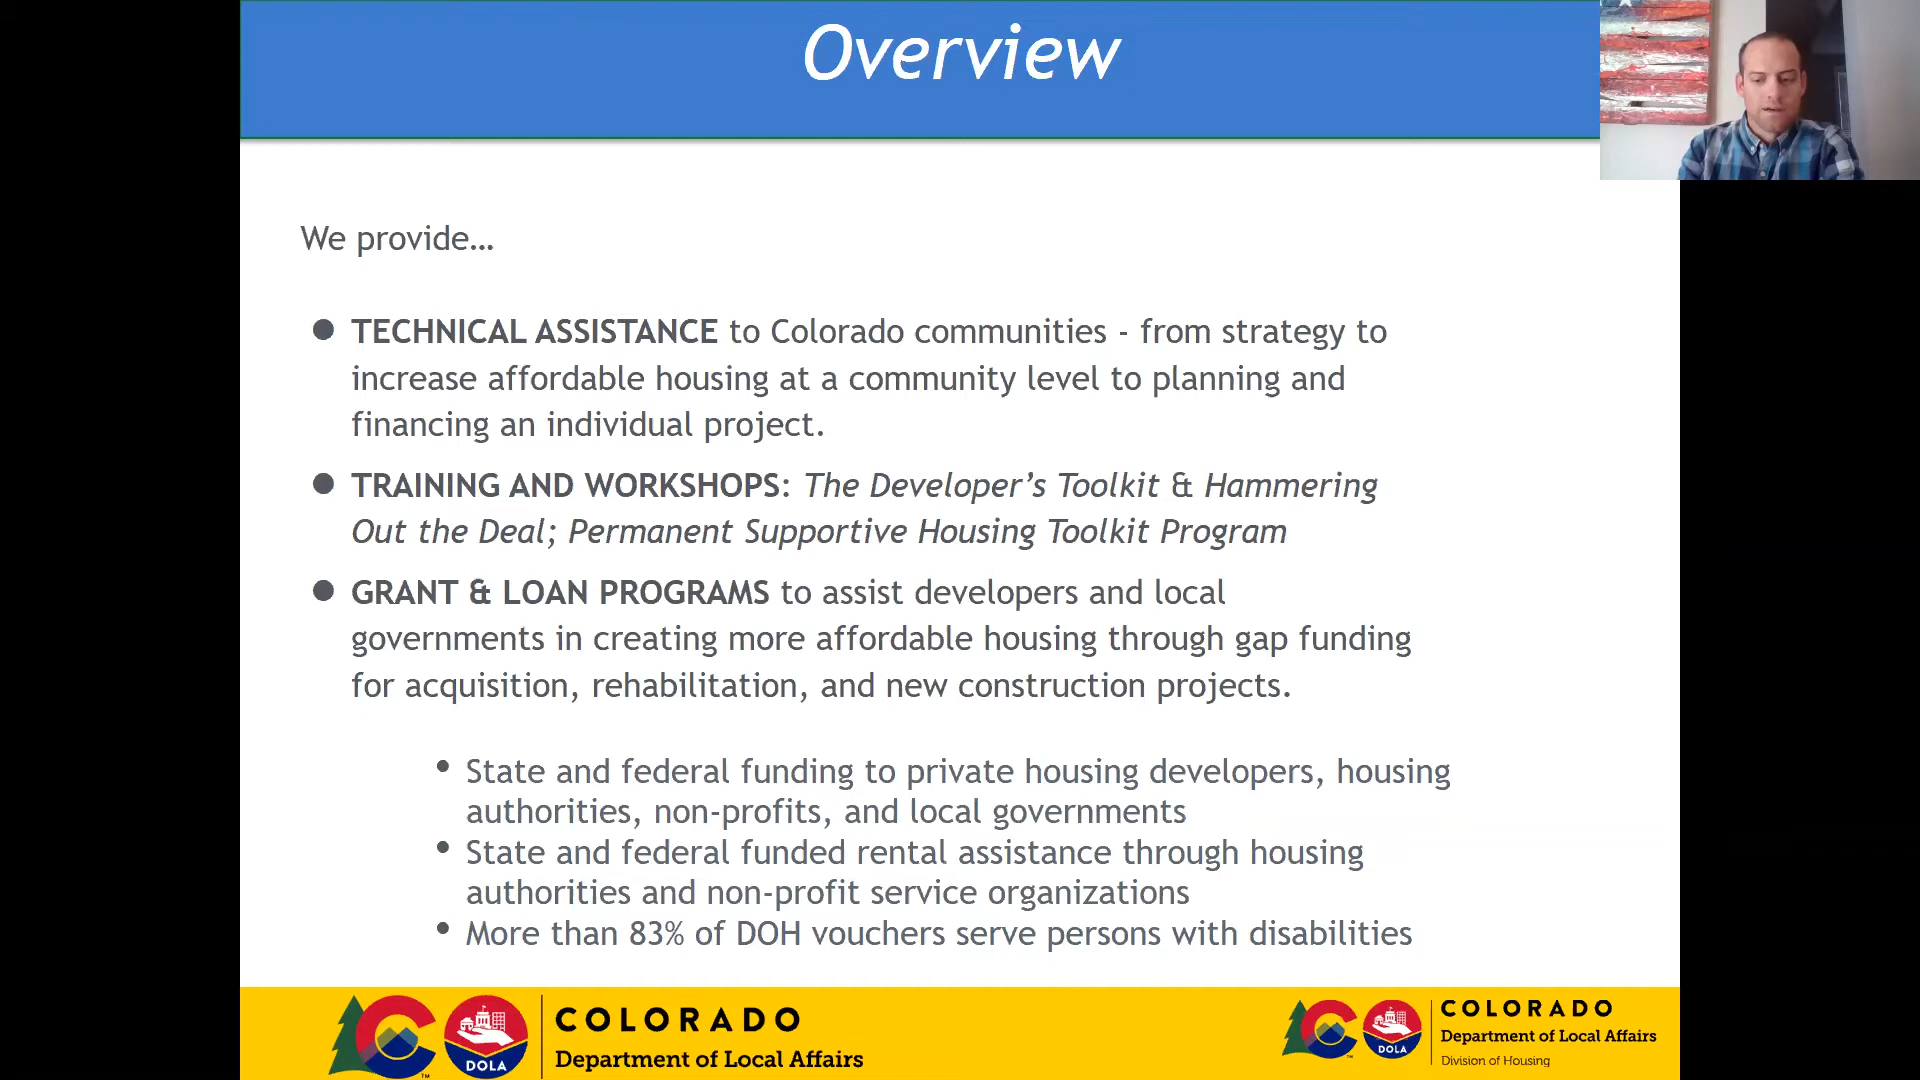 Overview
We provide…
● TECHNICAL ASSISTANCE to Colorado communities - from strategy to
increase affordable housing at a community level to planning and
financing an individual project.
● TRAINING AND WORKSHOPS: The Developer’s Toolkit & Hammering
Out the Deal; Permanent Supportive Housing Toolkit Program
● GRANT & LOAN PROGRAMS to assist developers and local
governments in creating more affordable housing through gap funding
for acquisition, rehabilitation, and new construction projects.
• State and federal funding to private housing developers, housing
authorities, non-profits, and local governments
• State and federal funded rental assistance through housing
authorities and non-profit service organizations
• More than 83% of DOH vouchers serve persons with disabilities
COLORADO
Department of Local Affairs
DOLA
TM
COLORADO
Department of Local Affairs
Division of Housing
DOLA